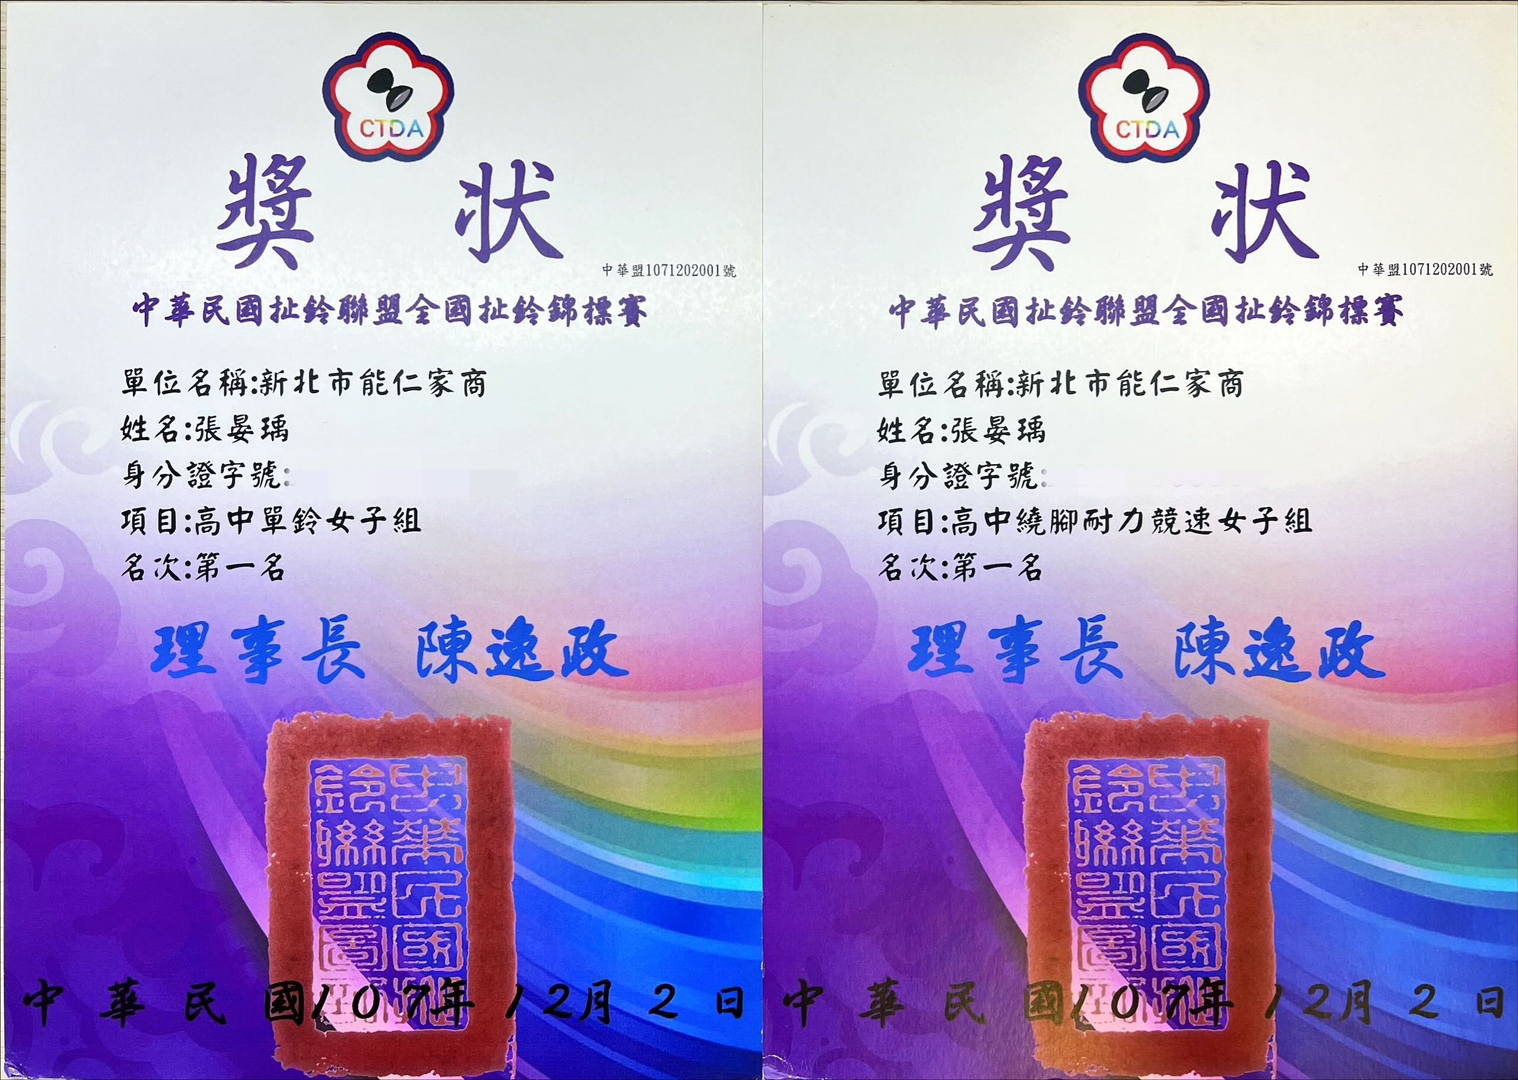 CTDA
獎狀
中華盟1071202001號
中華民國扯鈴聯盟全國扯鈴錦標賽
單位名稱:新北市能仁家商
姓名:張晏瑀
身分證字號:
項目:高中單鈴女子組
名次:第一名
理事長 陳逸政
中華民國107年12月2日
CTDA
獎狀
中華盟1071202001號
中華民國扯鈴聯盟全國扯鈴錦標賽
單位名稱:新北市能仁家商
姓名:張晏瑀
身分證字號:
項目:高中繞腳耐力競速女子組
名次:第一名
理事長 陳逸政
中華民國107年12月2日